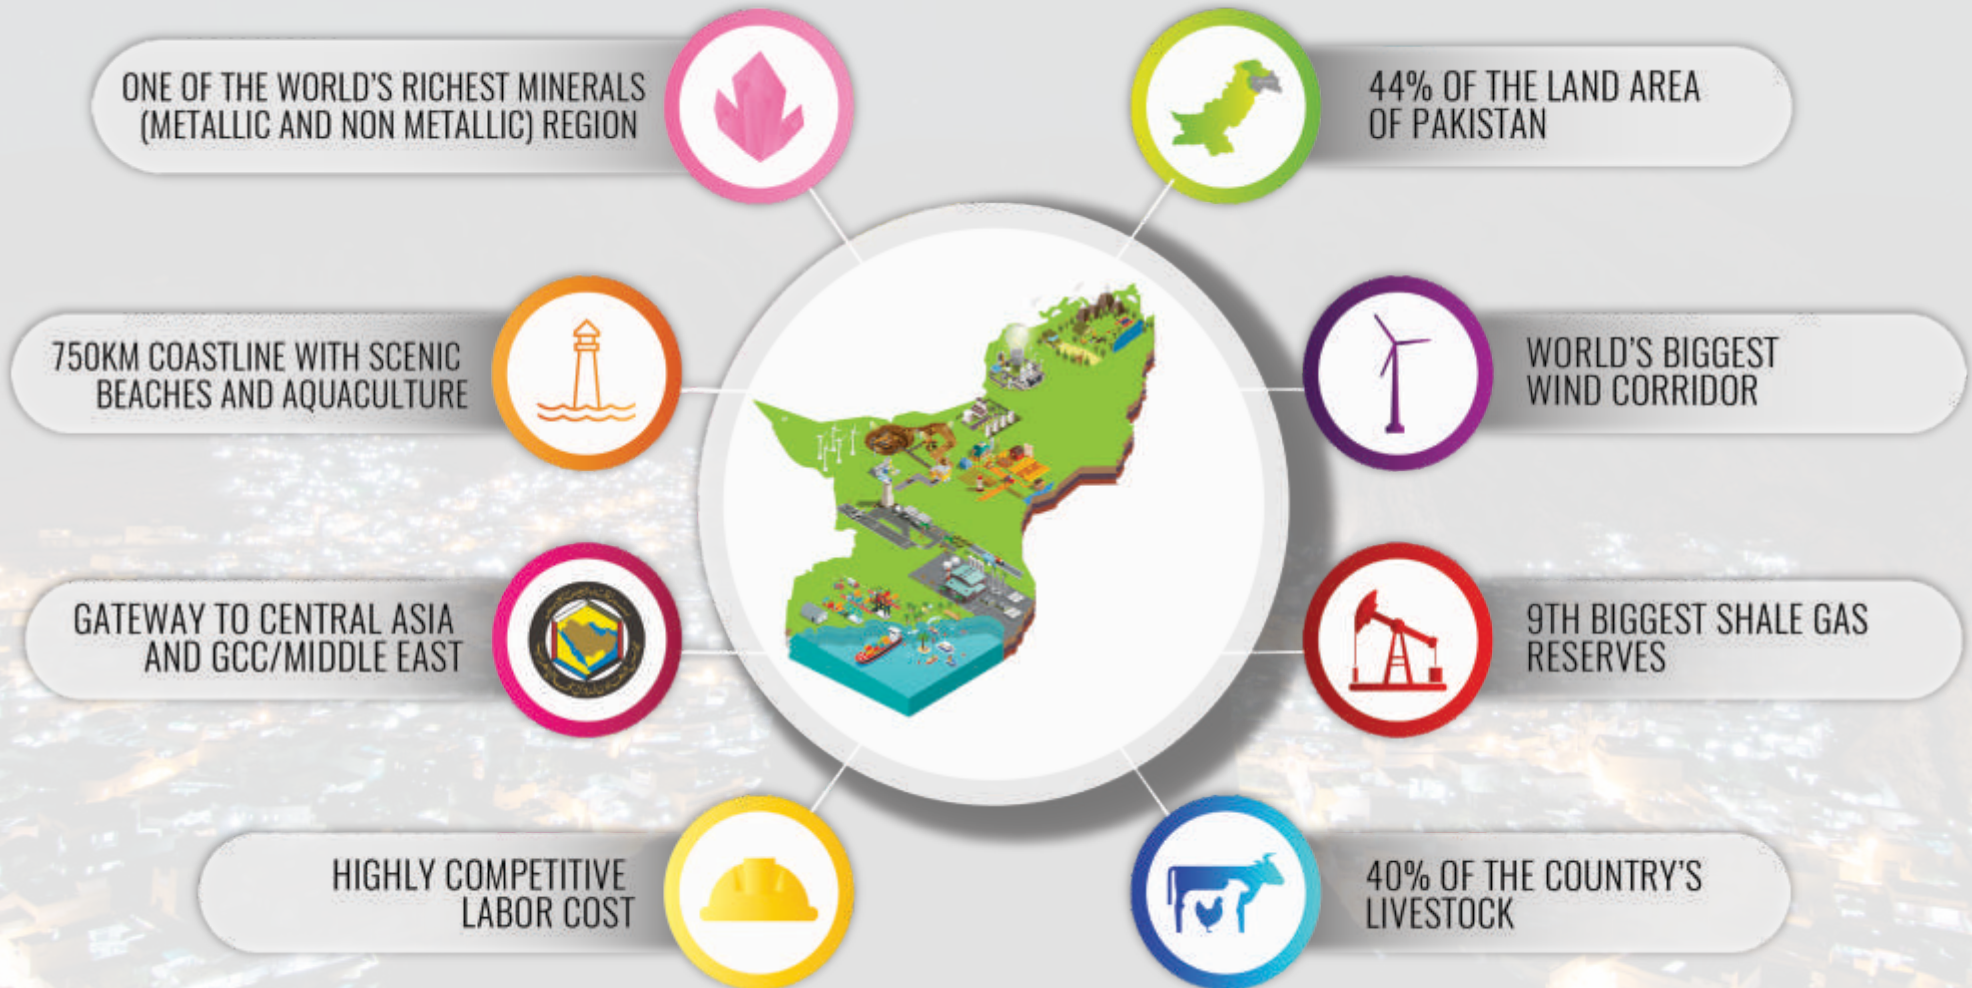 ONE OF THE WORLD'S RICHEST MINERALS
(METALLIC AND NON METALLIC) REGION
44% OF THE LAND AREA
OF PAKISTAN
750KM COASTLINE WITH SCENIC
BEACHES AND AQUACULTURE
WORLD'S BIGGEST
WIND CORRIDOR
GATEWAY TO CENTRAL ASIA
AND GCC/MIDDLE EAST
9TH BIGGEST SHALE GAS
RESERVES
HIGHLY COMPETITIVE
LABOR COST
40% OF THE COUNTRY'S
LIVESTOCK